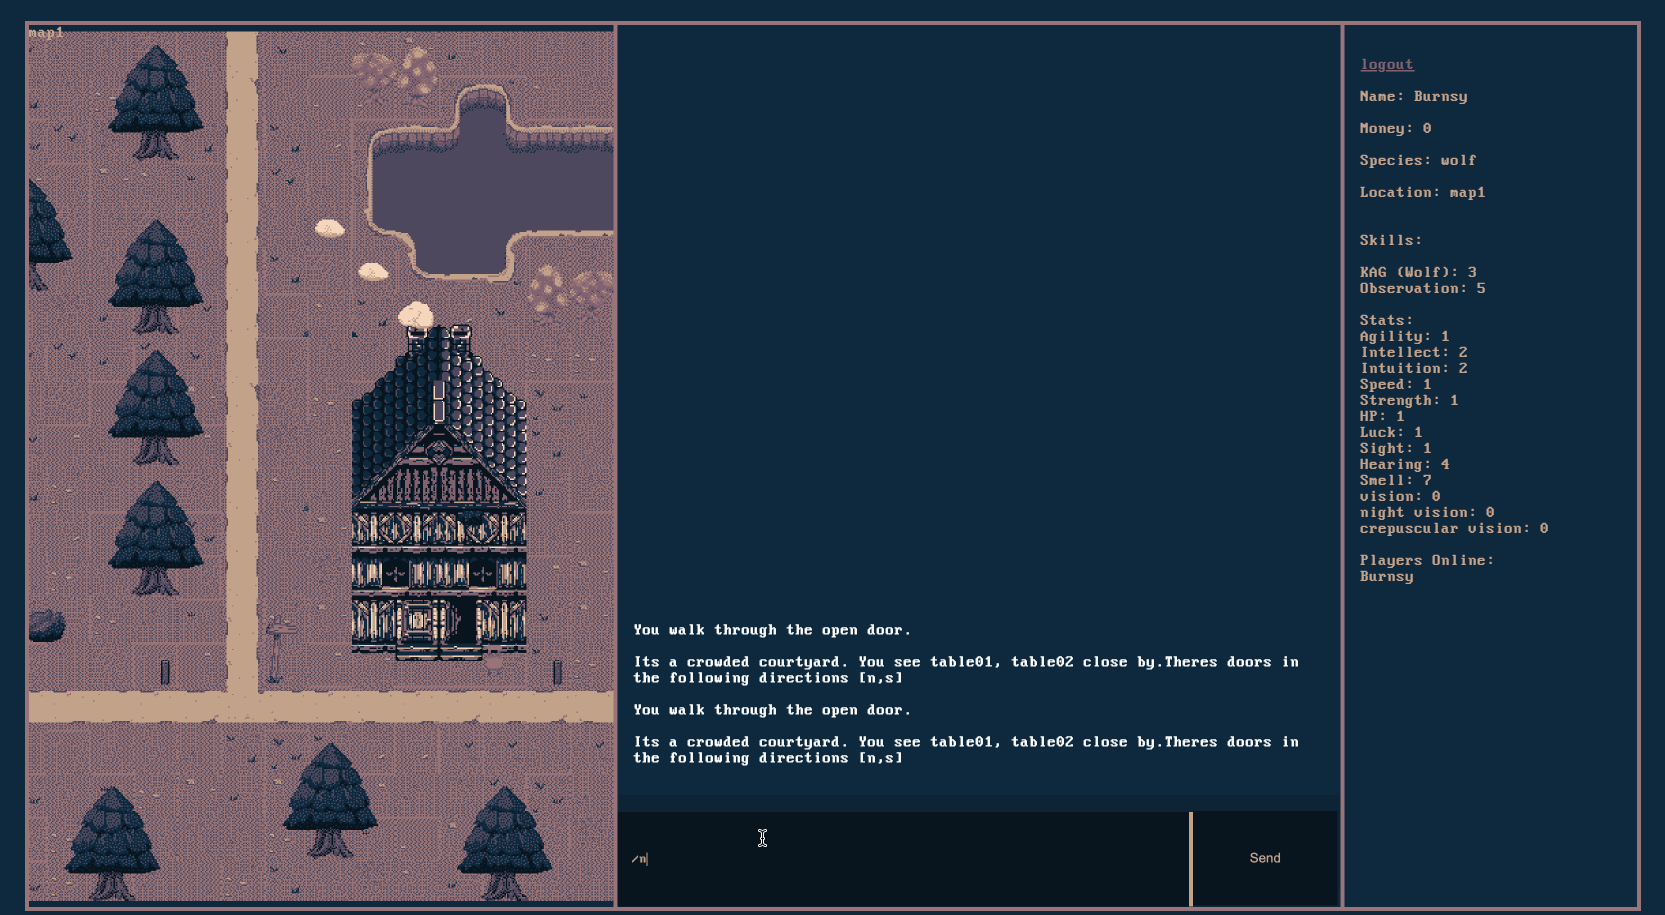 map1
You walk through the open door.
Its a crowded courtyard. You see table01, table02 close by.Theres doors in
the following directions [n,s]
You walk through the open door.
Its a crowded courtyard. You see table01, table02 close by.Theres doors in
the following directions [n,s]
/n
Send
logout
Name: Burnsy
Money: 0
Species: wolf
Location: map1
Skills:
KAG (Wolf): 3
Observation: 5
Stats:
Agility: 1
Intellect: 2
Intuition: 2
Speed: 1
Strength: 1
HP: 1
Luck: 1
Sight: 1
Hearing: 4
Smell: 7
vision: 0
night vision: 0
crepuscular vision: 0
Players Online:
Burnsy